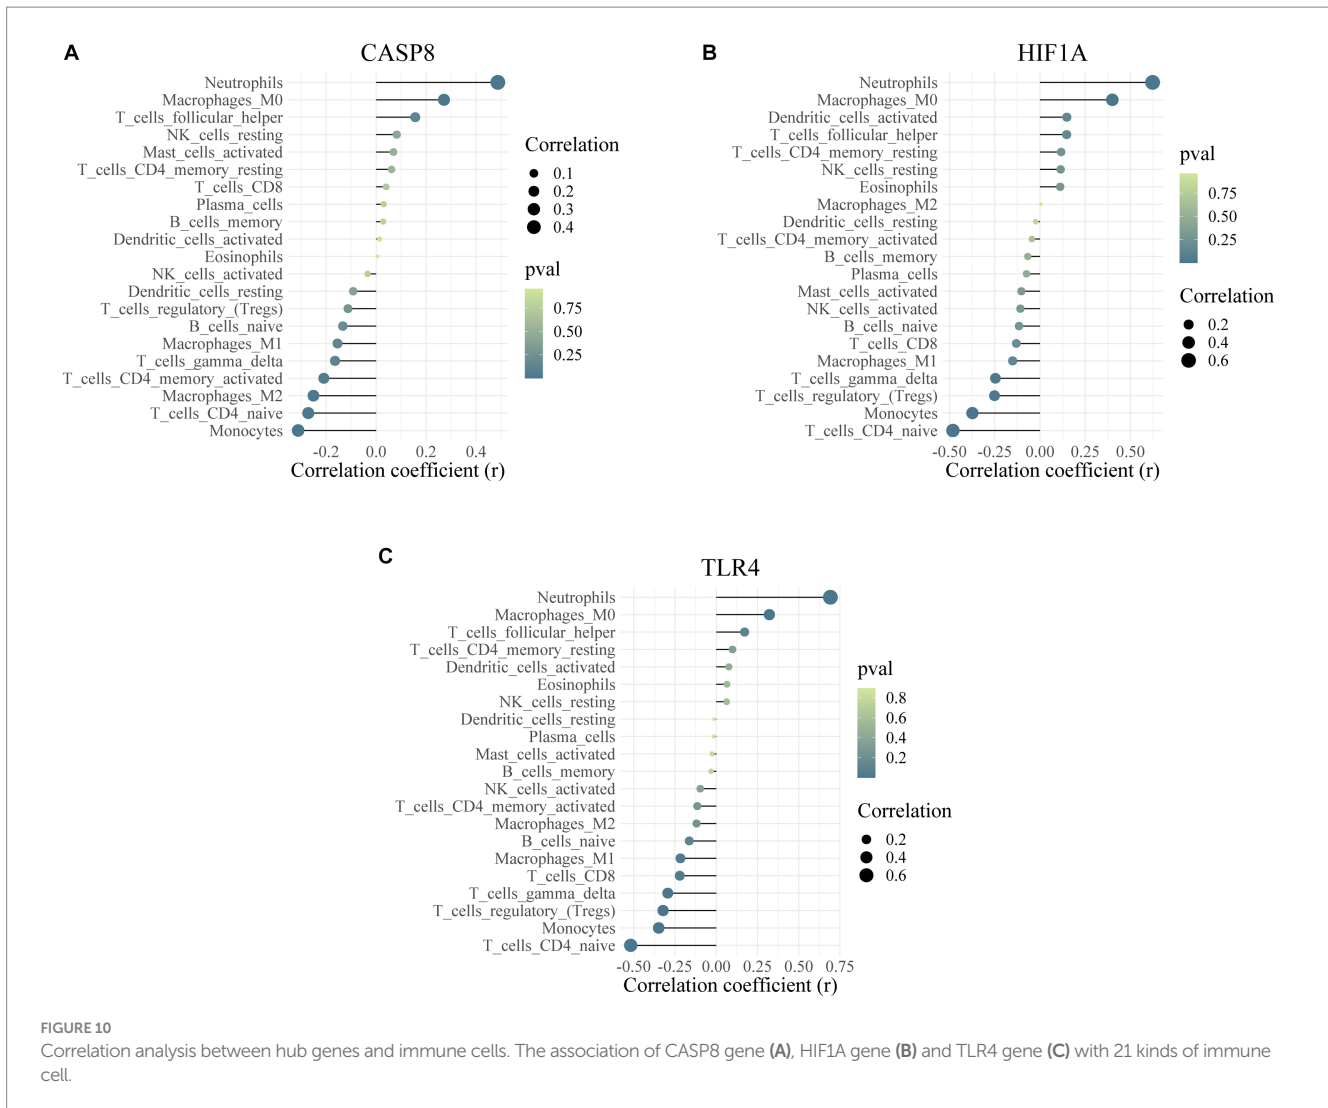 A
CASP8
Neutrophils
Macrophages_M0
T_cells_follicular_helper
NK_cells_resting
Mast_cells_activated
T_cells_CD4_memory_resting
T_cells_CD8
Plasma_cells
B_cells_memory
Dendritic_cells_activated
Eosinophils
NK_cells_activated
Dendritic_cells_resting
T_cells_regulatory_(Tregs)
B_cells_naive
Macrophages_M1
T_cells_gamma_delta
T_cells_CD4_memory_activated
Macrophages_M2
T_cells_CD4_naive
Monocytes
-0.2 0.0 0.2 0.4
Correlation coefficient (r)
Correlation
0.1
0.2
0.3
0.4
pval
0.75
0.50
0.25
B
HIF1A
Neutrophils
Macrophages_M0
Dendritic_cells_activated
T_cells_follicular_helper
T_cells_CD4_memory_resting
NK_cells_resting
Eosinophils
Macrophages_M2
Dendritic_cells_resting
T_cells_CD4_memory_activated
B_cells_memory
Plasma_cells
Mast_cells_activated
NK_cells_activated
B_cells_naive
T_cells_CD8
Macrophages_M1
T_cells_gamma_delta
T_cells_regulatory_(Tregs)
Monocytes
T_cells_CD4_naive
-0.50 -0.25 0.00 0.25 0.50
Correlation coefficient (r)
pval
0.75
0.50
0.25
Correlation
0.2
0.4
0.6
C
TLR4
Neutrophils
Macrophages_M0
T_cells_follicular_helper
T_cells_CD4_memory_resting
Dendritic_cells_activated
Eosinophils
NK_cells_resting
Dendritic_cells_resting
Plasma_cells
Mast_cells_activated
B_cells_memory
NK_cells_activated
T_cells_CD4_memory_activated
Macrophages_M2
B_cells_naive
Macrophages_M1
T_cells_CD8
T_cells_gamma_delta
T_cells_regulatory_(Tregs)
Monocytes
T_cells_CD4_naive
-0.50 -0.25 0.00 0.25 0.50 0.75
Correlation coefficient (r)
pval
0.8
0.6
0.4
0.2
Correlation
0.2
0.4
0.6
FIGURE 10
Correlation analysis between hub genes and immune cells. The association of CASP8 gene (A), HIF1A gene (B) and TLR4 gene (C) with 21 kinds of immune
cell.